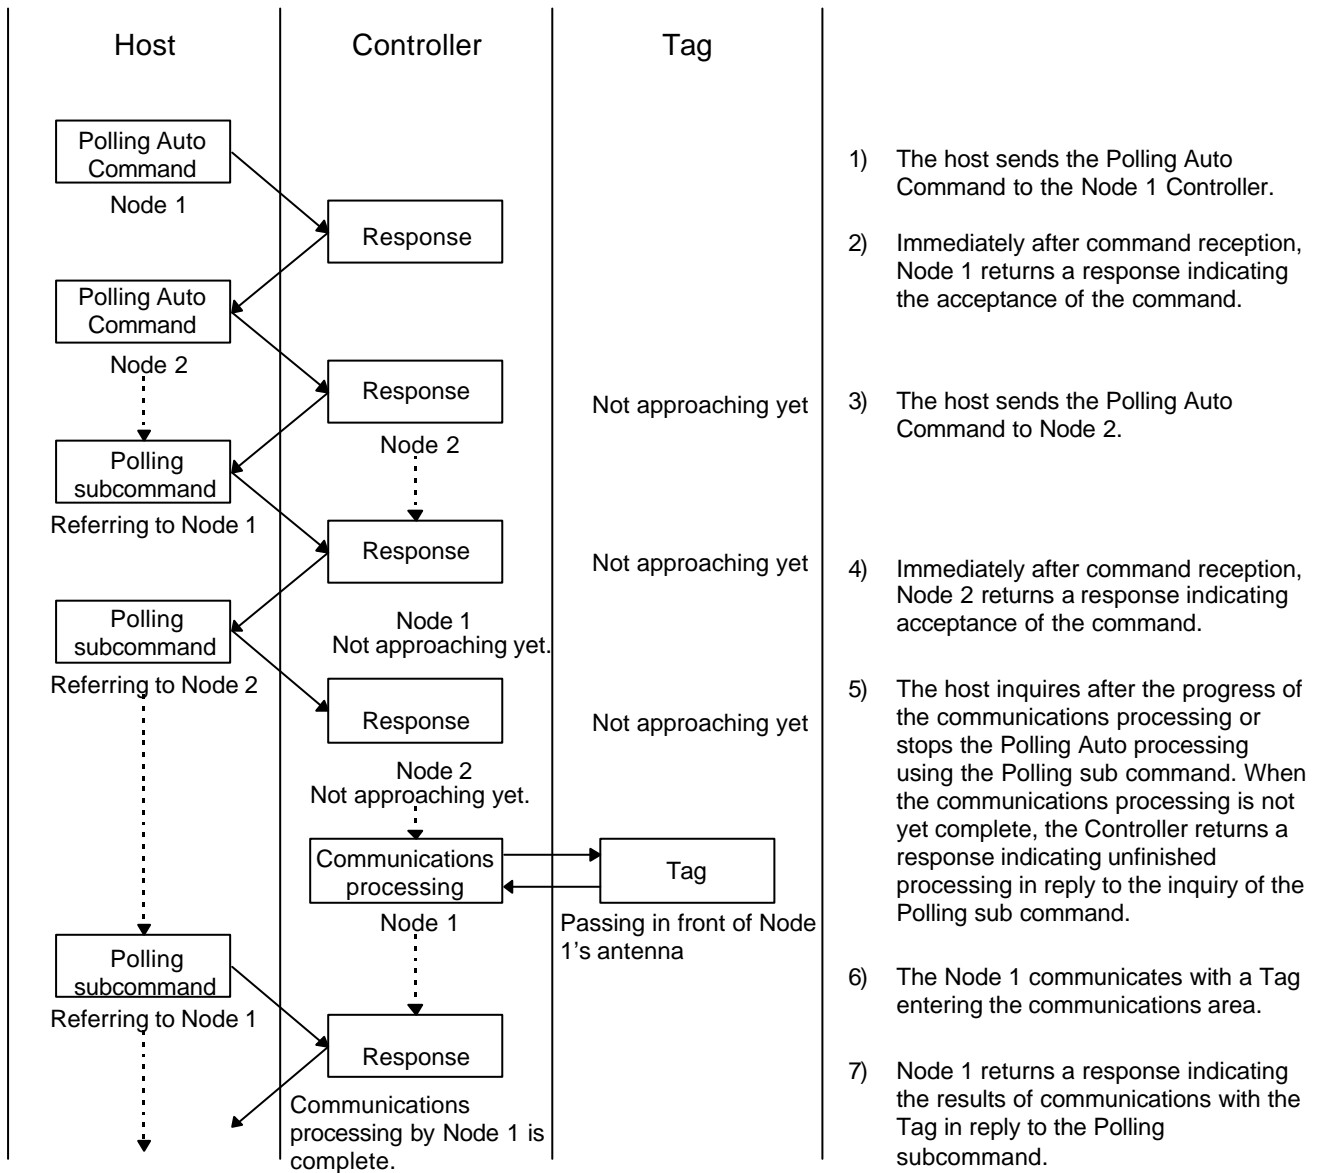 Host
Controller
Tag
Polling Auto
Command
Node 1
Response
Polling Auto
Command
Node 2
Response
Node 2
Not approaching yet
Polling
subcommand
Referring to Node 1
Response
Node 1
Not approaching yet.
Not approaching yet
Polling
subcommand
Referring to Node 2
Response
Node 2
Not approaching yet.
Not approaching yet
Communications
processing
Node 1
Tag
Passing in front of Node
1’s antenna
Polling
subcommand
Referring to Node 1
Response
Communications
processing by Node 1 is
complete.
1) The host sends the Polling Auto
Command to the Node 1 Controller.
2) Immediately after command reception,
Node 1 returns a response indicating
the acceptance of the command.
3) The host sends the Polling Auto
Command to Node 2.
4) Immediately after command reception,
Node 2 returns a response indicating
acceptance of the command.
5) The host inquires after the progress of
the communications processing or
stops the Polling Auto processing
using the Polling sub command. When
the communications processing is not
yet complete, the Controller returns a
response indicating unfinished
processing in reply to the inquiry of the
Polling sub command.
6) The Node 1 communicates with a Tag
entering the communications area.
7) Node 1 returns a response indicating
the results of communications with the
Tag in reply to the Polling
subcommand.